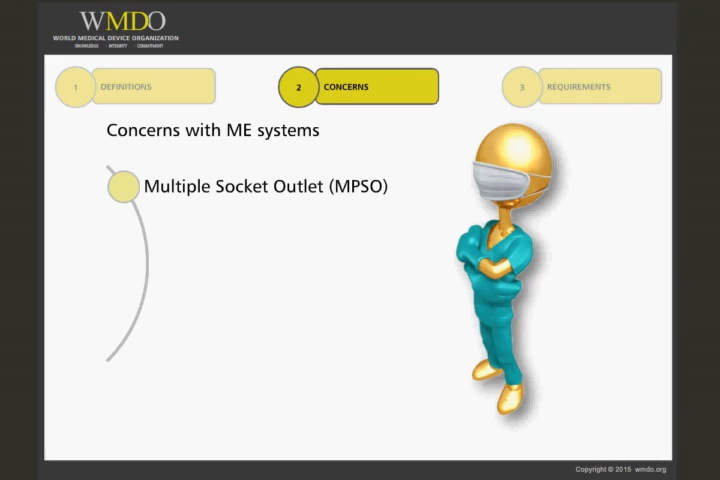 WMDO
WORLD MEDICAL DEVICE ORGANIZATION
KNOWLEDGE · INTEGRITY · COMMITMENT
1 DEFINITIONS
2 CONCERNS
3 REQUIREMENTS
Concerns with ME systems
Multiple Socket Outlet (MPSO)
Copyright © 2015 wmdo.org